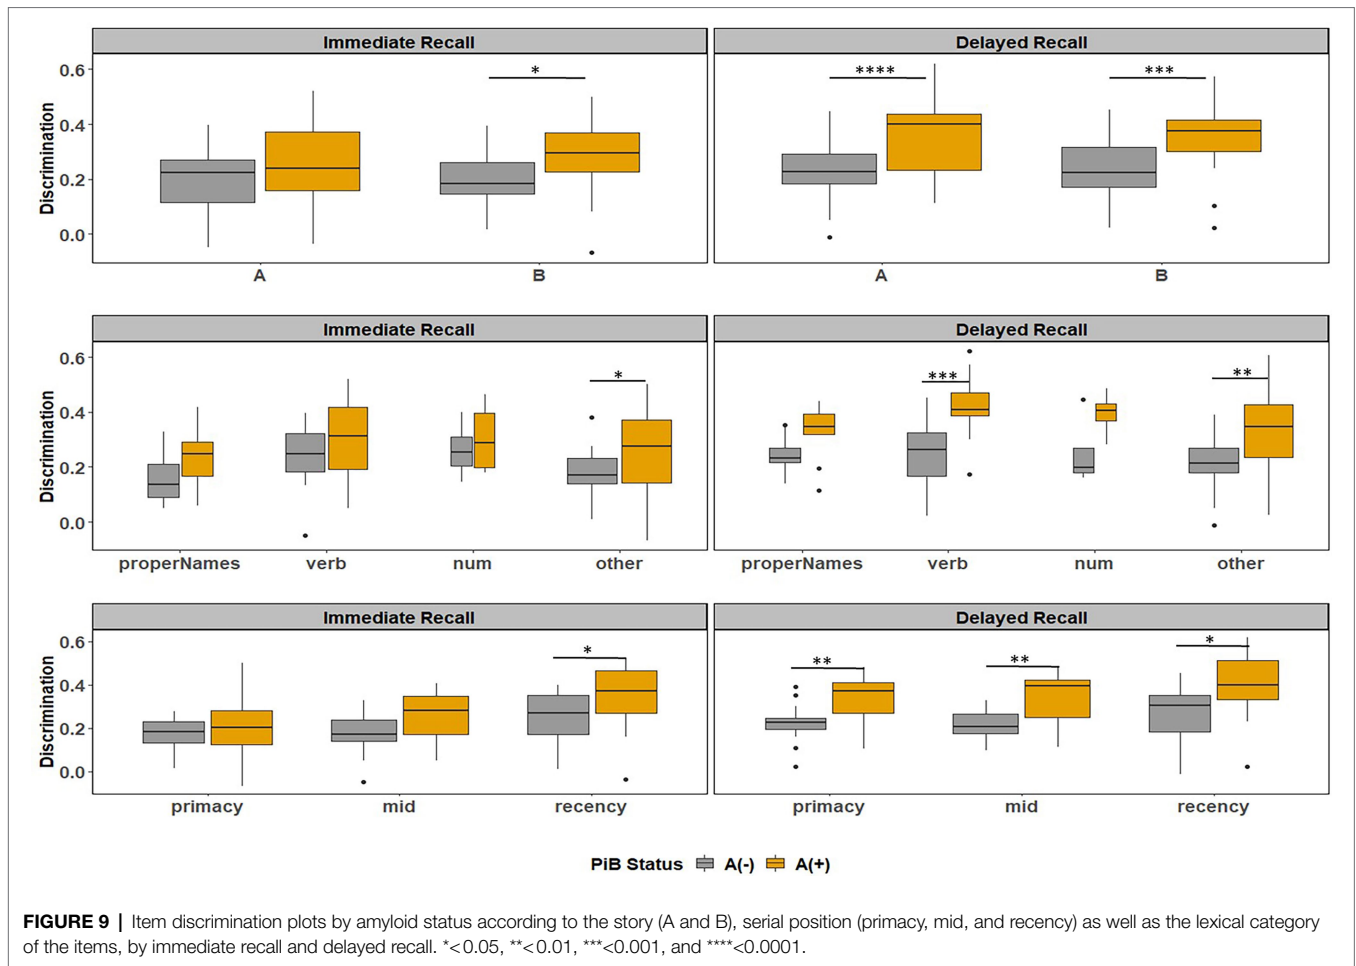 Immediate Recall
Delayed Recall
Discrimination
0.6
0.4
0.2
0.0
*
****
***
A
B
A
B
Immediate Recall
Delayed Recall
Discrimination
0.6
0.4
0.2
0.0
*
***
**
properNames
verb
num
other
properNames
verb
num
other
Immediate Recall
Delayed Recall
Discrimination
0.6
0.4
0.2
0.0
*
**
**
*
primacy
mid
recency
primacy
mid
recency
PiB Status A(-) A(+)
FIGURE 9 | Item discrimination plots by amyloid status according to the story (A and B), serial position (primacy, mid, and recency) as well as the lexical category
of the items, by immediate recall and delayed recall. *<0.05, **<0.01, ***<0.001, and ****<0.0001.